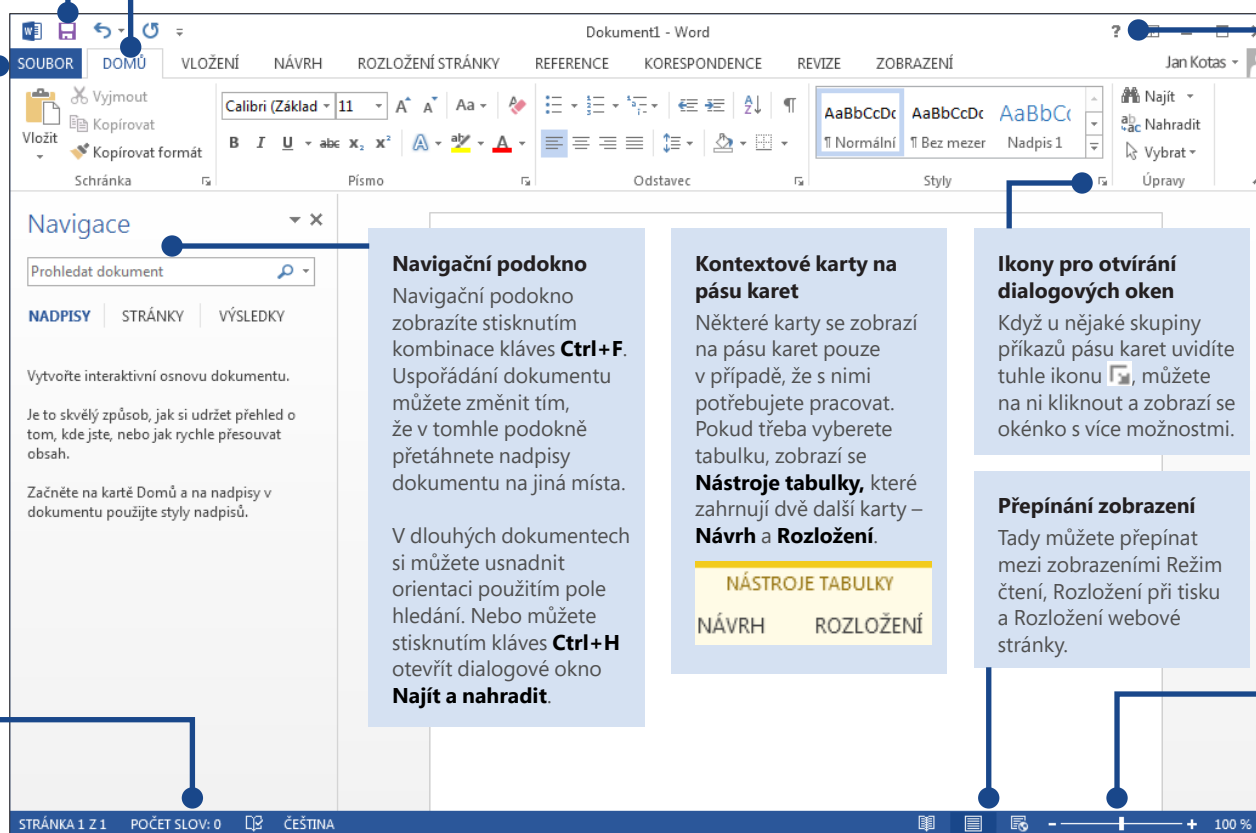 Dokument1 - Word
SOUBOR DOMŮ VLOŽENÍ NÁVRH ROZLOŽENÍ STRÁNKY REFERENCE KORESPONDENCE REVIZE ZOBRAZENÍ Jan Kotas
Vložit
Vyjmout
Kopírovat
Kopírovat formát
Schránka
Calibri (Základ 11
Písmo
Odstavec
AaBbCcDc AaBbCcDc AaBbC
¶ Normální ¶ Bez mezer Nadpis 1
Styly
Najít
Nahradit
Vybrat
Úpravy
Navigace
Prohledat dokument
NADPISY STRÁNKY VÝSLEDKY
Vytvořte interaktivní osnovu dokumentu.
Je to skvělý způsob, jak si udržet přehled o
tom, kde jste, nebo jak rychle přesouvat
obsah.
Začněte na kartě Domů a na nadpisy v
dokumentu použijte styly nadpisů.
Navigační podokno
Navigační podokno
zobrazíte stisknutím
kombinace kláves Ctrl+F.
Uspořádání dokumentu
můžete změnit tím,
že v tomhle podokně
přetáhnete nadpisy
dokumentu na jiná místa.
V dlouhých dokumentech
si můžete usnadnit
orientaci použitím pole
hledání. Nebo můžete
stisknutím kláves Ctrl+H
otevřít dialogové okno
Najít a nahradit.
Kontextové karty na
pásu karet
Některé karty se zobrazí
na pásu karet pouze
v případě, že s nimi
potřebujete pracovat.
Pokud třeba vyberete
tabulku, zobrazí se
Nástroje tabulky, které
zahrnují dvě další karty –
Návrh a Rozložení.
NÁSTROJE TABULKY
NÁVRH ROZLOŽENÍ
Ikony pro otvírání
dialogových oken
Když u nějaké skupiny
příkazů pásu karet uvidíte
tuhle ikonu , můžete
na ni kliknout a zobrazí se
okénko s více možnostmi.
Přepínání zobrazení
Tady můžete přepínat
mezi zobrazeními Režim
čtení, Rozložení při tisku
a Rozložení webové
stránky.
STRÁNKA 1 Z 1 POČET SLOV: 0 ČEŠTINA 100 %